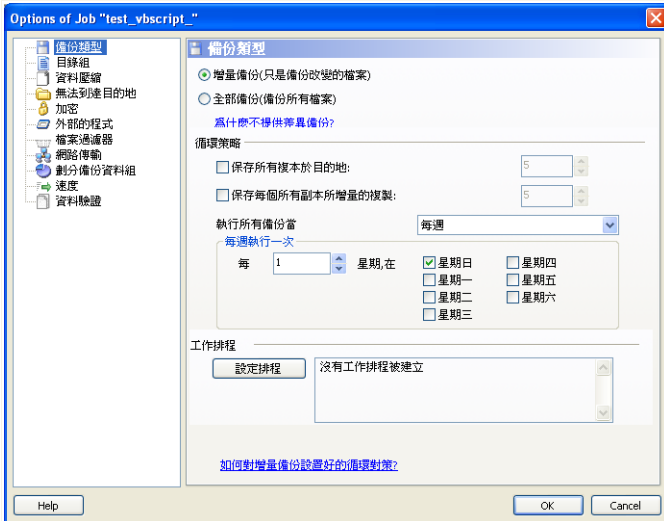 Options of Job "test_vbscript_"
備份類型
目錄組
資料壓縮
無法到達目的地
加密
外部的程式
檔案過濾器
網路傳輸
劃分備份資料組
速度
資料驗證
備份類型
增量備份(只是備份改變的檔案)
全部備份(備份所有檔案)
爲什麼不提供差異備份?
循環策略
保存所有複本於目的地: 5
保存每個所有副本所增量的複製: 5
執行所有備份當 每週
每週執行一次
每 1 星期,在 星期日 星期四
星期一 星期五
星期二 星期六
星期三
工作排程
設定排程 沒有工作排程被建立
如何對增量備份設置好的循環對策?
Help OK Cancel